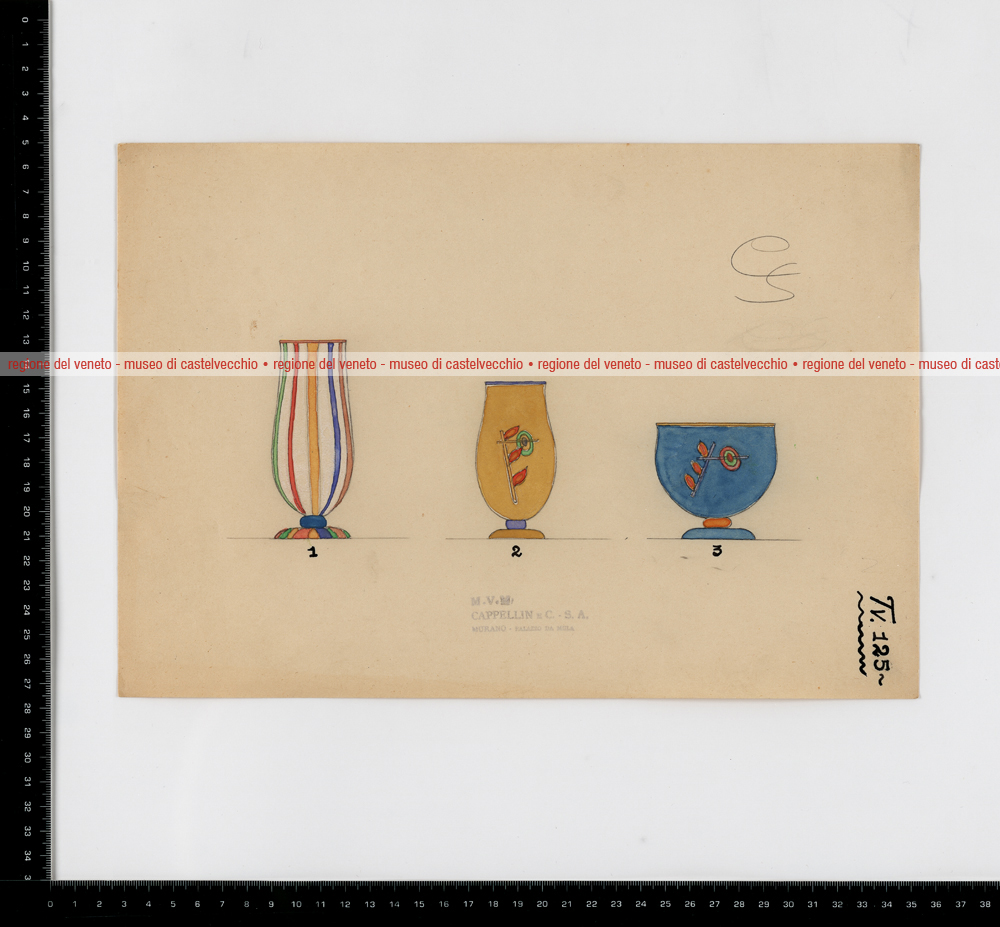 CS
regione del veneto - museo di castelvecchio • regione del veneto - museo di castelvecchio • regione del veneto - museo di castelvecchio • regione del veneto - museo di cast
1
2
3
CAPPELLIN & C. - S. A.
MURANO - PALAZZO DA MULA
TV. 125
0 1 2 3 4 5 6 7 8 9 10 11 12 13 15 16 17 18 19 20 21 22 23 24 25 26 27 28 29 30 31 32 33 34 3
0 1 2 3 4 5 6 7 8 9 10 11 12 13 14 15 16 17 18 19 20 21 22 23 24 25 26 27 28 29 30 31 32 33 34 35 36 37 38